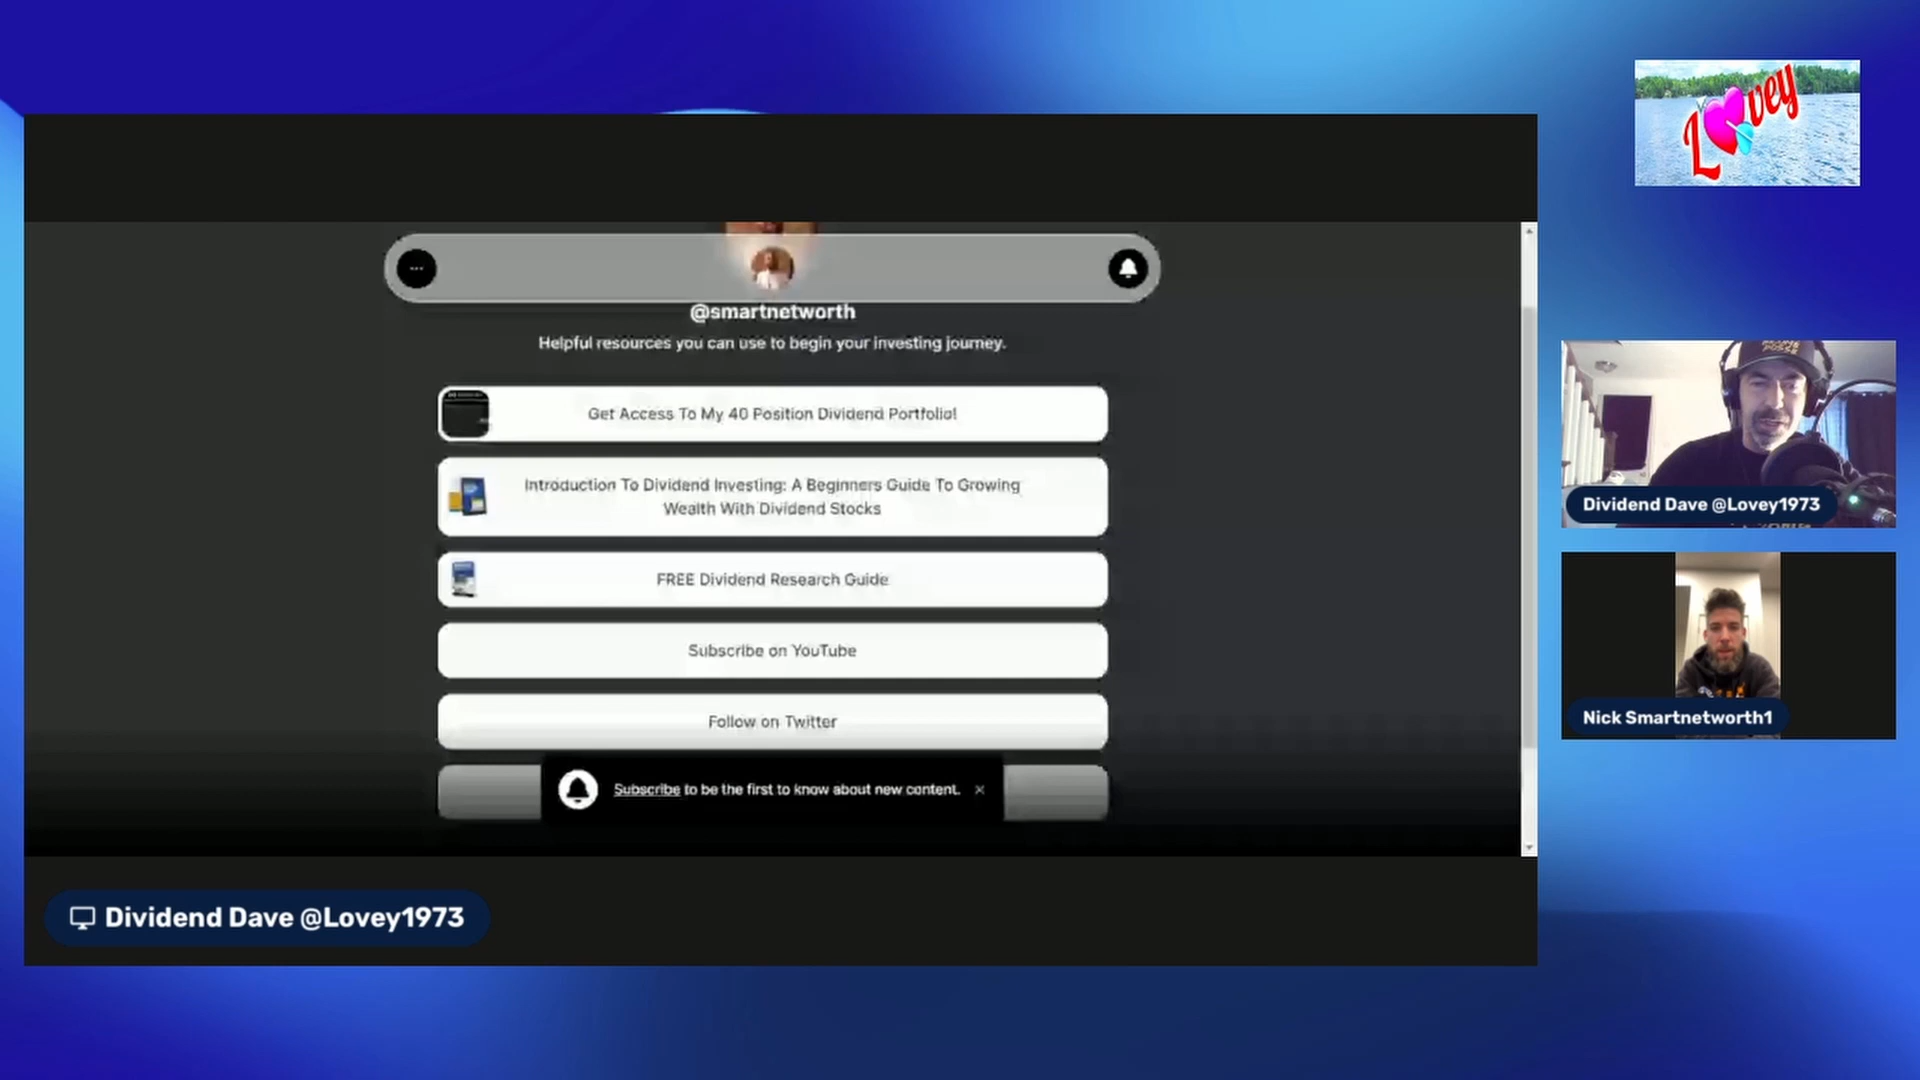 Lovey
@smartnetworth
Helpful resources you can use to begin your investing journey.
Get Access To My 40 Position Dividend Portfolio!
Introduction To Dividend Investing: A Beginners Guide To Growing
Wealth With Dividend Stocks
FREE Dividend Research Guide
Subscribe on YouTube
Follow on Twitter
Subscribe to be the first to know about new content.
Dividend Dave @Lovey1973
Dividend Dave @Lovey1973
Nick Smartnetworth1